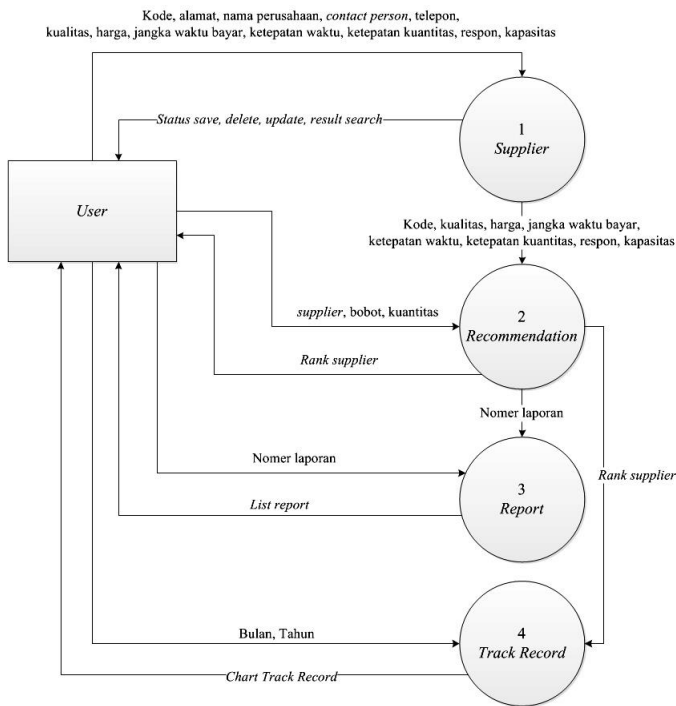 Kode, alamat, nama perusahaan, contact person, telepon,
kualitas, harga, jangka waktu bayar, ketepatan waktu, ketepatan kuantitas, respon, kapasitas
Status save, delete, update, result search
1
Supplier
User
Kode, kualitas, harga, jangka waktu bayar,
ketepatan waktu, ketepatan kuantitas, respon, kapasitas
supplier, bobot, kuantitas
2
Recommendation
Rank supplier
Nomer laporan
Nomer laporan
3
Report
Rank supplier
List report
Bulan, Tahun
4
Track Record
Chart Track Record